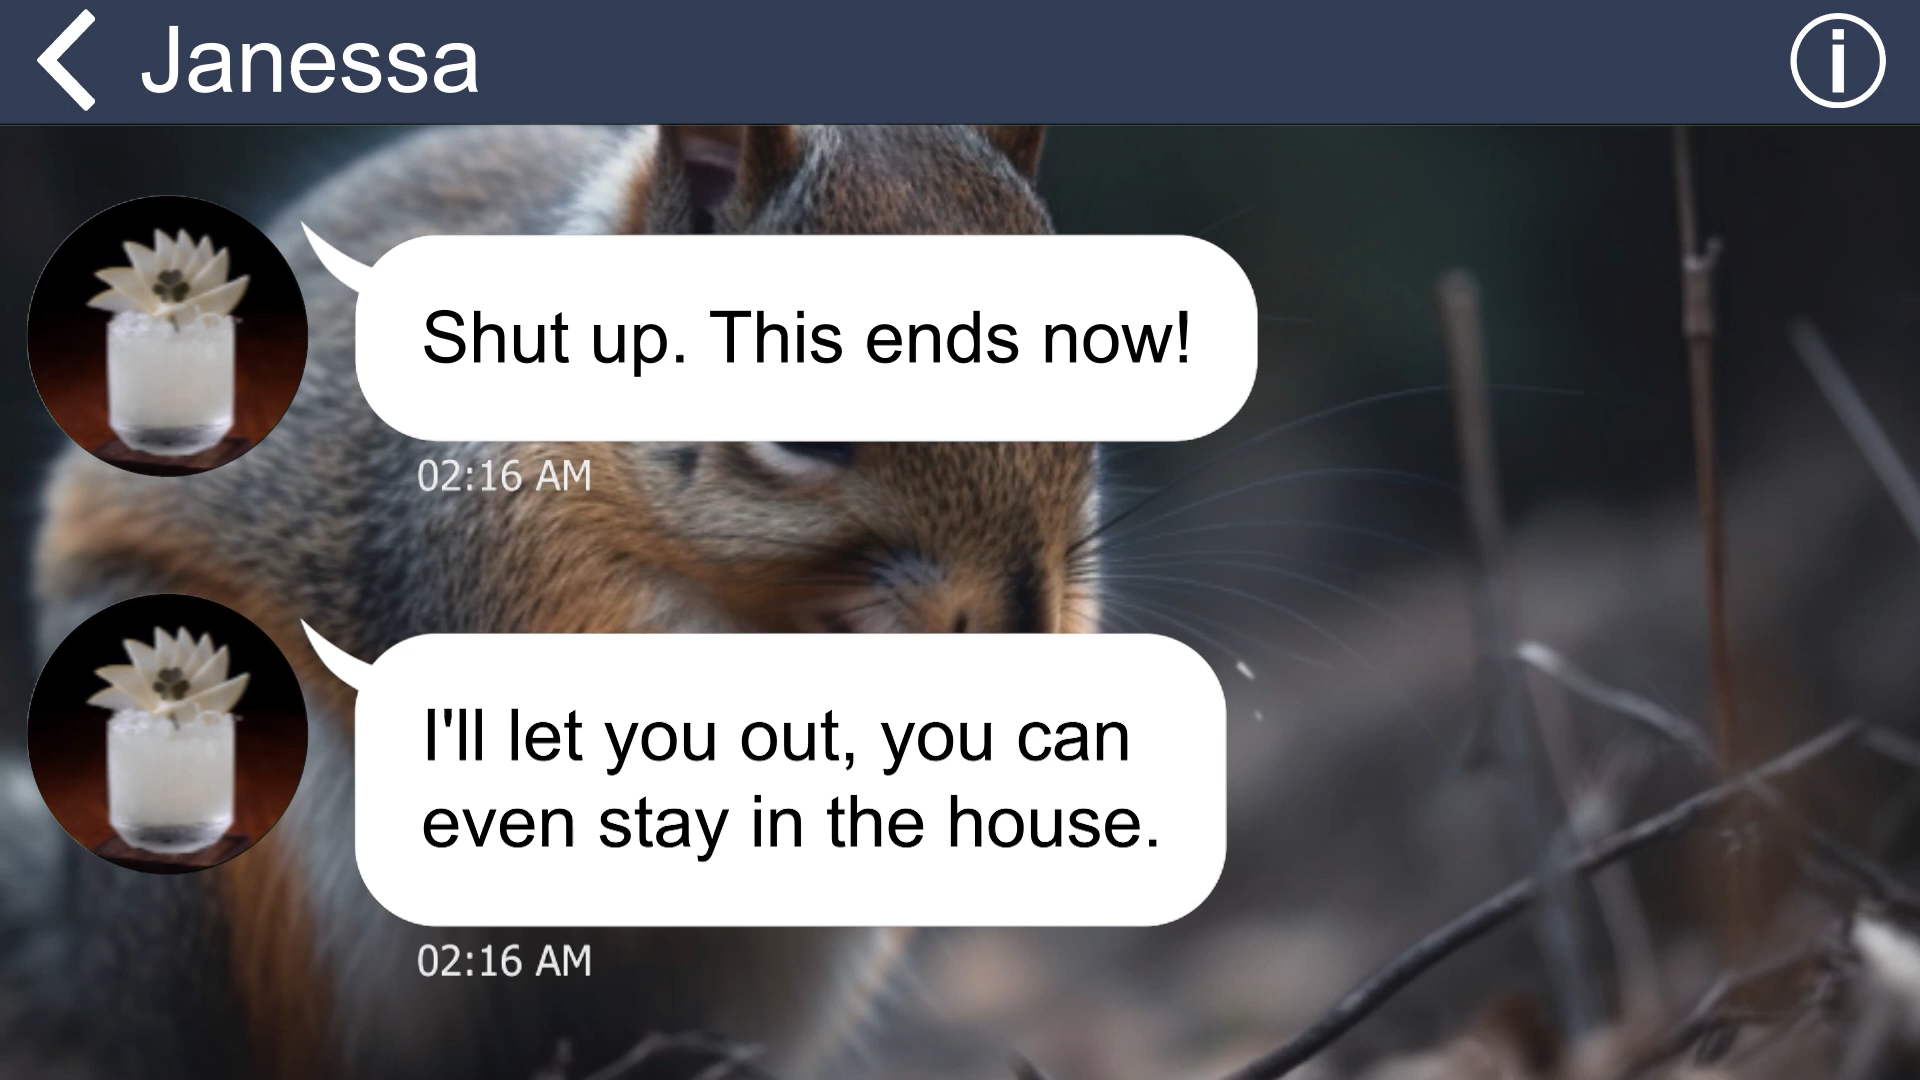 Janessa
Shut up. This ends now!
02:16 AM
I'll let you out, you can
even stay in the house.
02:16 AM